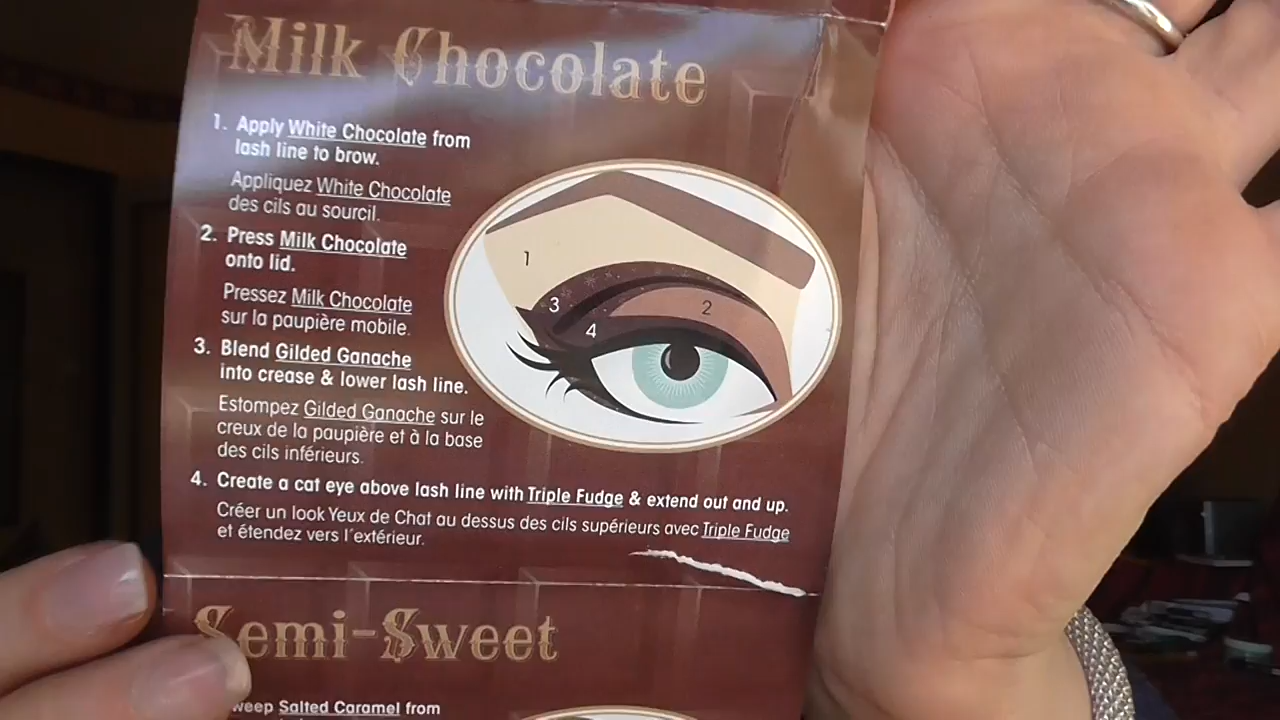 Milk Chocolate
1. Apply White Chocolate from
lash line to brow.
Appliquez White Chocolate
des cils au sourcil.
2. Press Milk Chocolate
onto lid.
Pressez Milk Chocolate
sur la paupière mobile.
3. Blend Gilded Ganache
into crease & lower lash line.
Estompez Gilded Ganache sur le
creux de la paupière et à la base
des cils inférieurs.
1
2
3
4
4. Create a cat eye above lash line with Triple Fudge & extend out and up.
Créer un look Yeux de Chat au dessus des cils supérieurs avec Triple Fudge
et étendez vers l'extérieur.
Semi-Sweet
Salted Caramel from